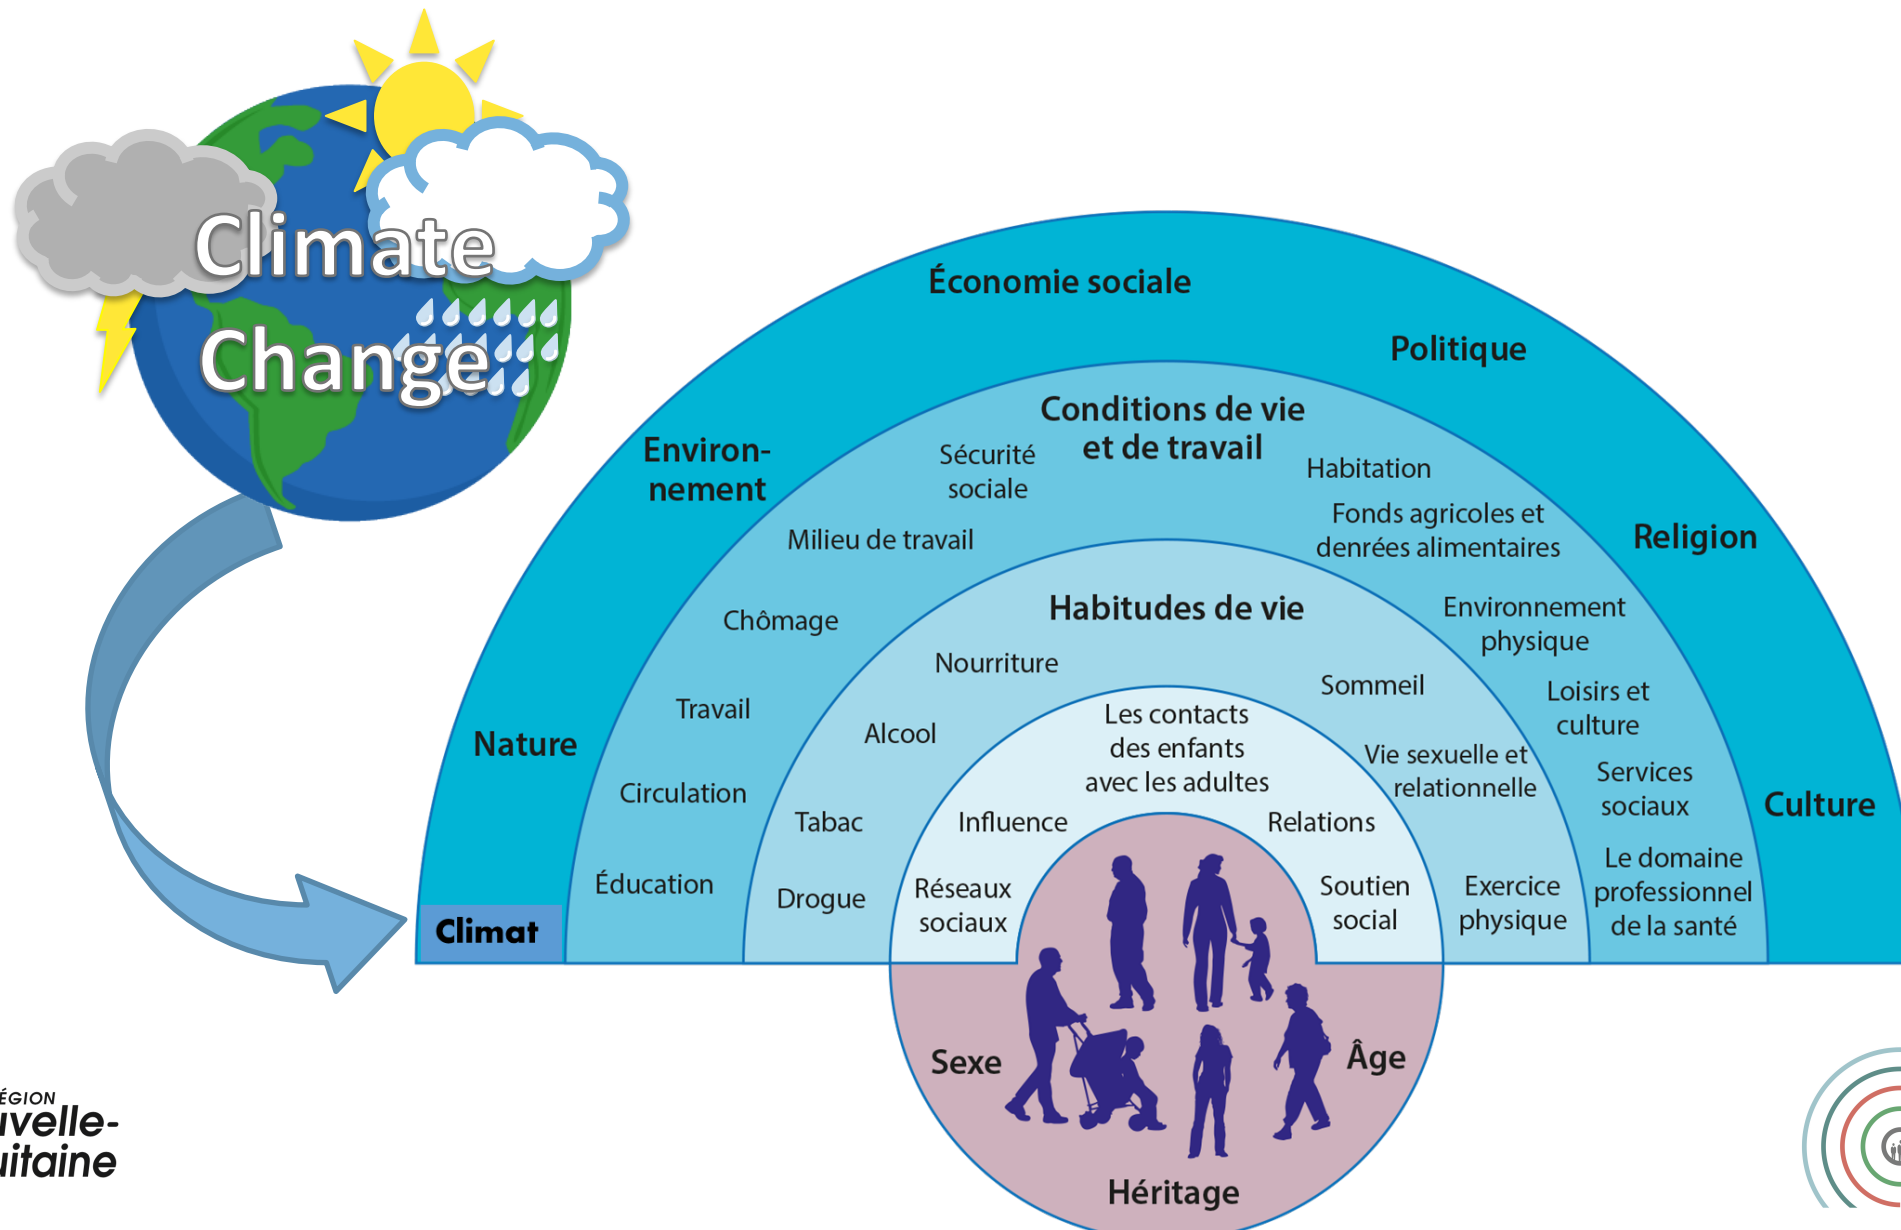 Climate
Change
Économie sociale
Politique
Environ-
nement
Religion
Nature
Culture
Climat
Conditions de vie
et de travail
Sécurité
sociale
Habitation
Milieu de travail
Fonds agricoles et
denrées alimentaires
Chômage
Environnement
physique
Travail
Loisirs et
culture
Circulation
Services
sociaux
Éducation
Le domaine
professionnel
de la santé
Habitudes de vie
Nourriture
Sommeil
Alcool
Vie sexuelle et
relationnelle
Tabac
Drogue
Exercice
physique
Les contacts
des enfants
avec les adultes
Influence
Relations
Réseaux
sociaux
Soutien
social
Sexe
Âge
Héritage
ÉGION
uvelle-
uitaine